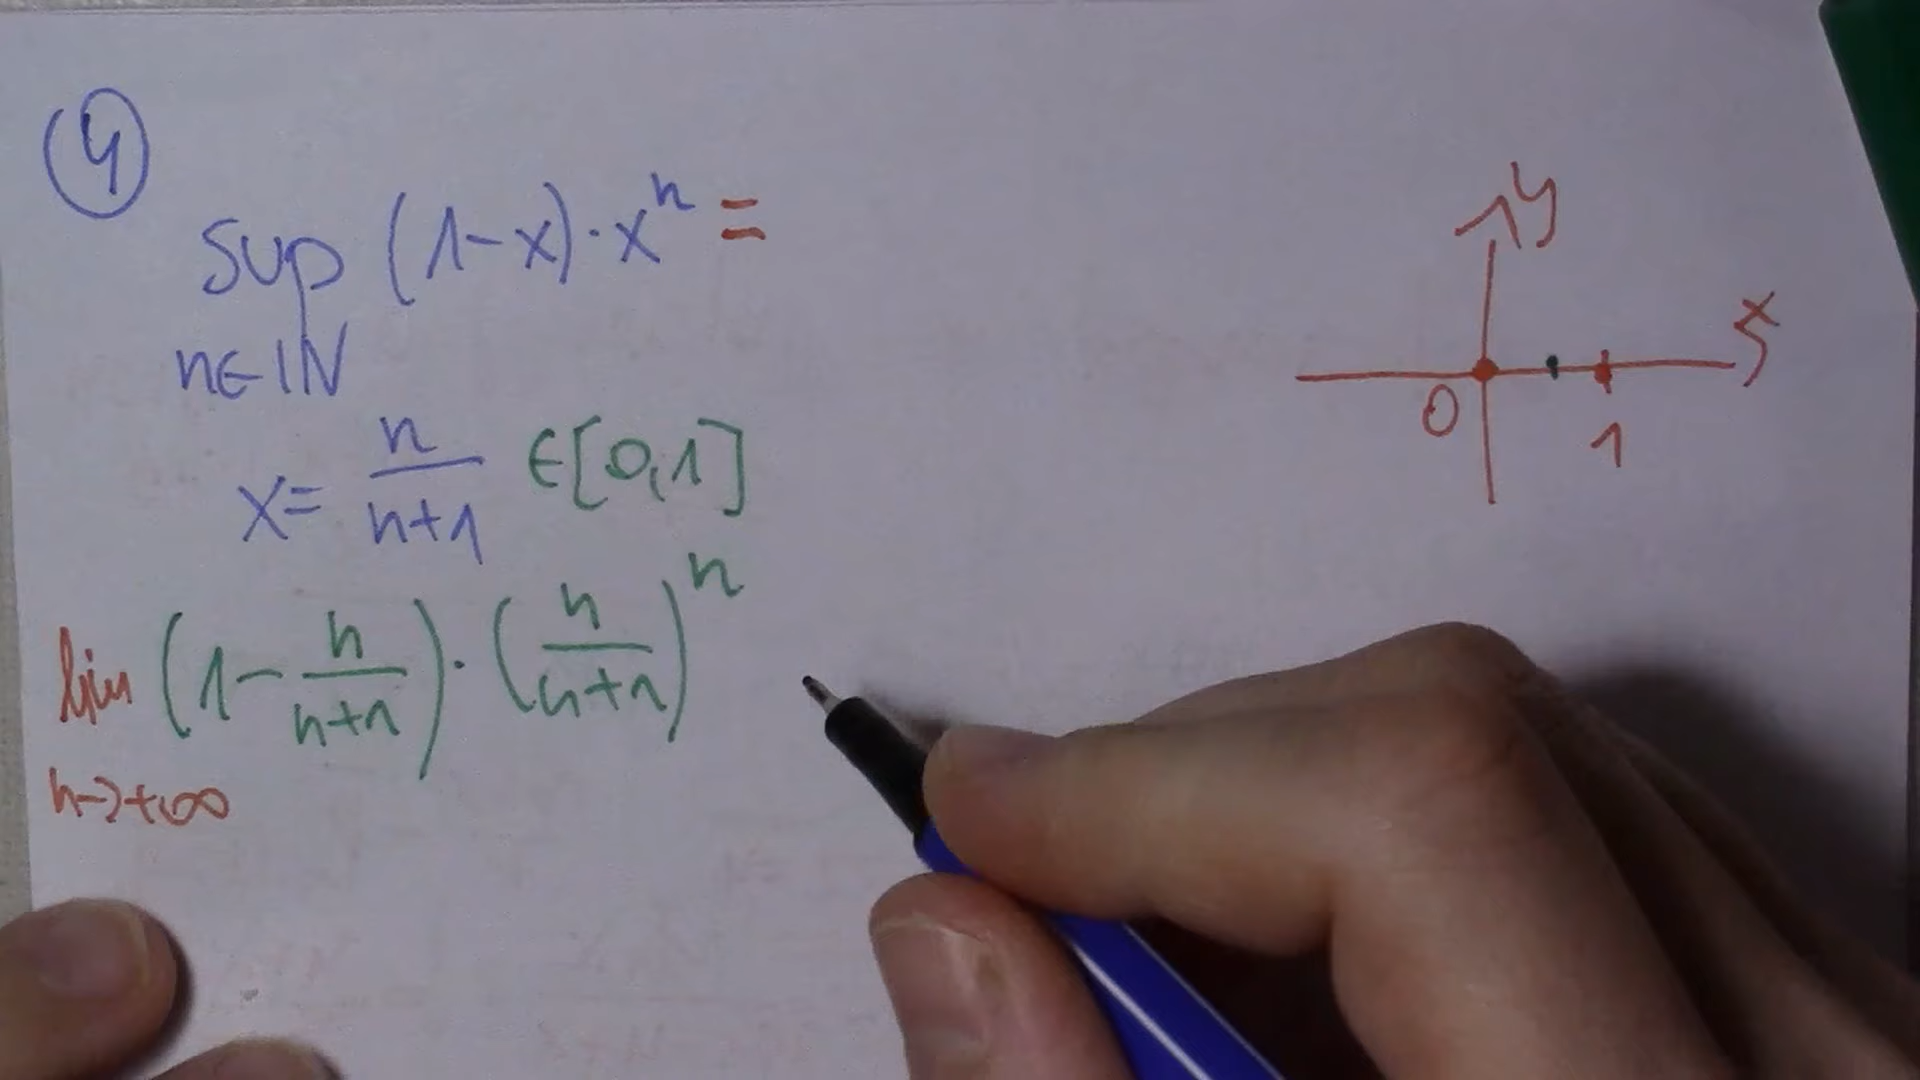 4
sup (1-x)·x^n =
n∈ℕ
x = n/(n+1) ∈ [0,1]
lim (1 - n/(n+1)) · (n/(n+1))^n
n→+∞
y
x
0
1